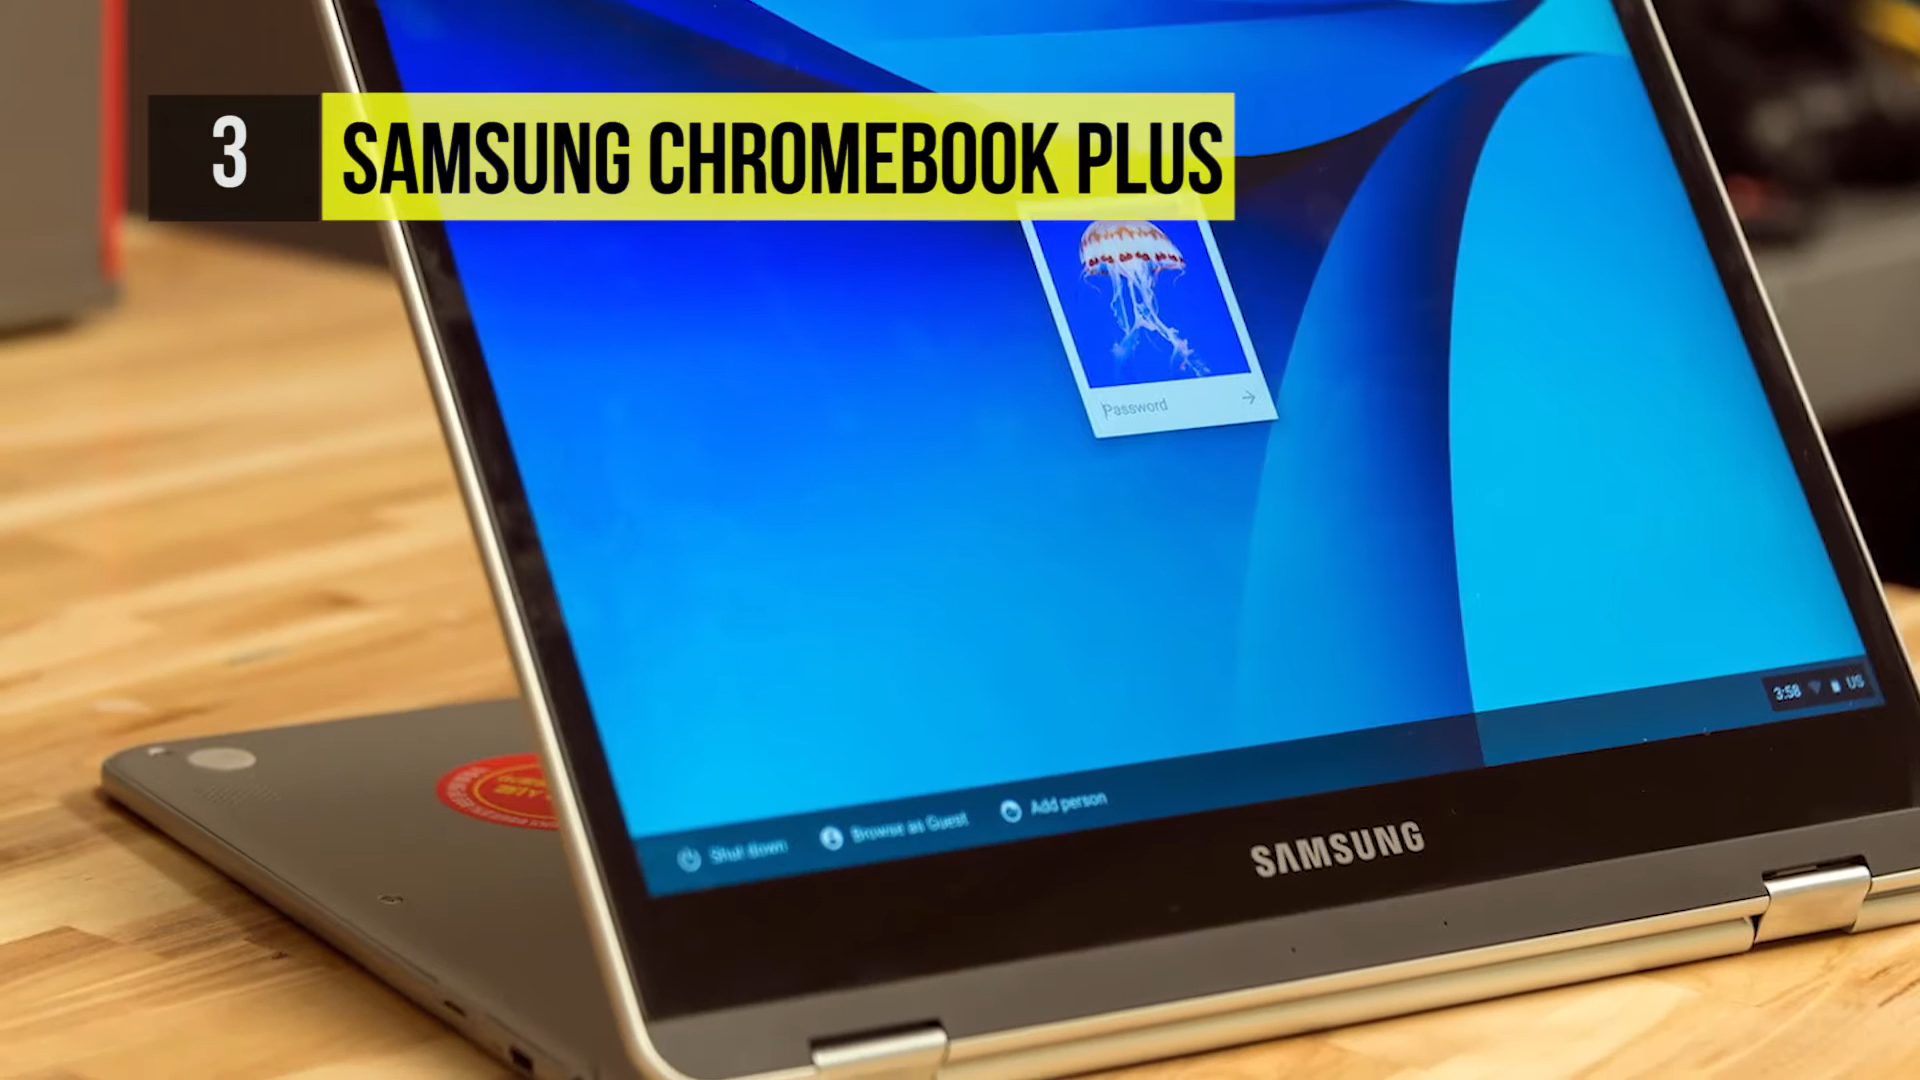 3 SAMSUNG CHROMEBOOK PLUS
Password
3:58 US
Shut down Browse as Guest Add person
SAMSUNG